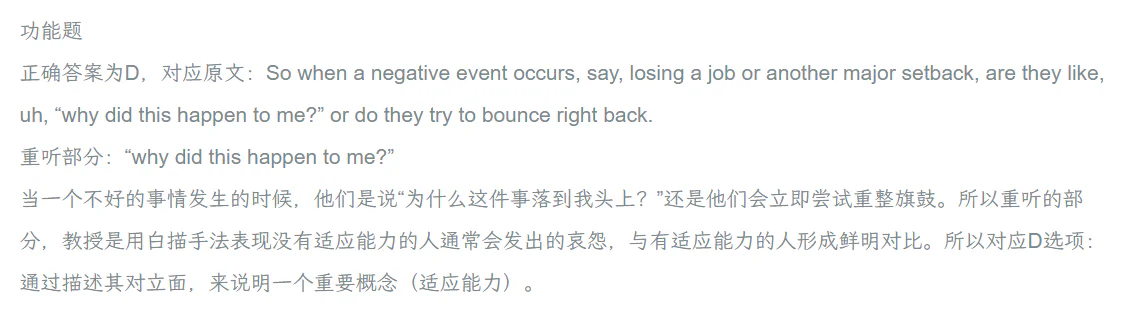 功能题
正确答案为D，对应原文：So when a negative event occurs, say, losing a job or another major setback, are they like,
uh, “why did this happen to me?” or do they try to bounce right back.
重听部分：“why did this happen to me?”
当一个不好的事情发生的时候，他们是说“为什么这件事落到我头上？”还是他们会立即尝试重整旗鼓。所以重听的部
分，教授是用白描手法表现没有适应能力的人通常会发出的哀怨，与有适应能力的人形成鲜明对比。所以对应D选项：
通过描述其对立面，来说明一个重要概念（适应能力）。